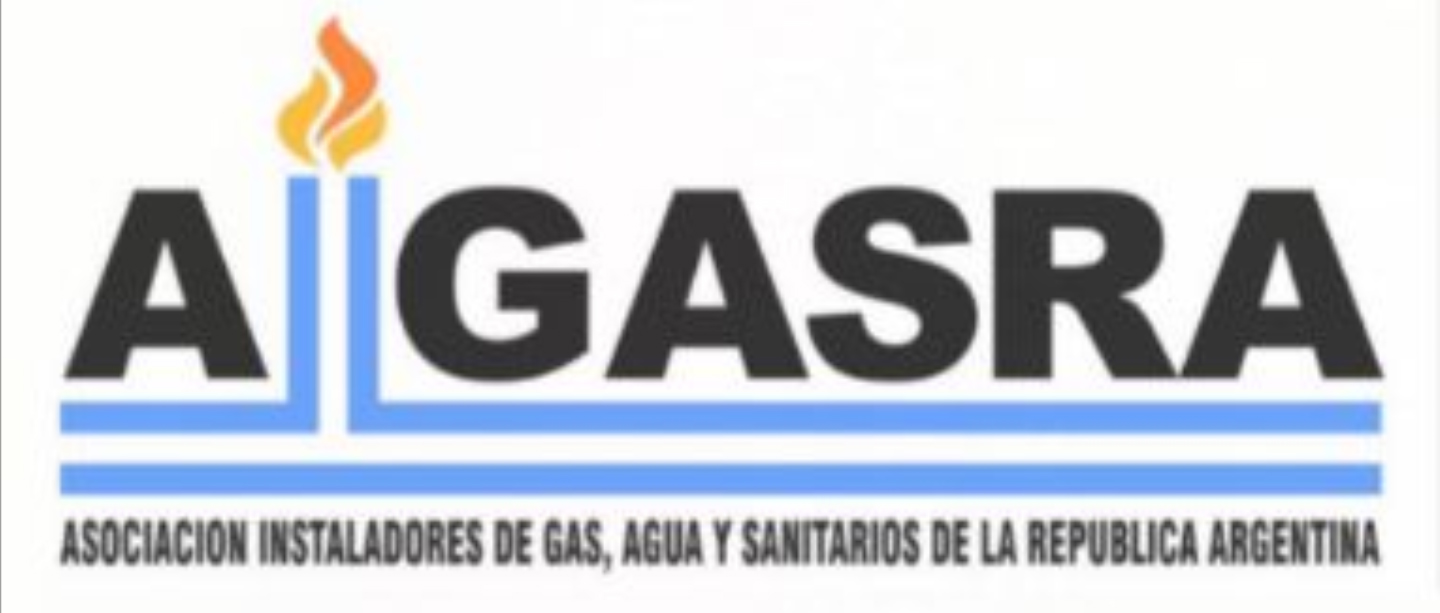 AIGASRA
ASOCIACION INSTALADORES DE GAS, AGUA Y SANITARIOS DE LA REPUBLICA ARGENTINA